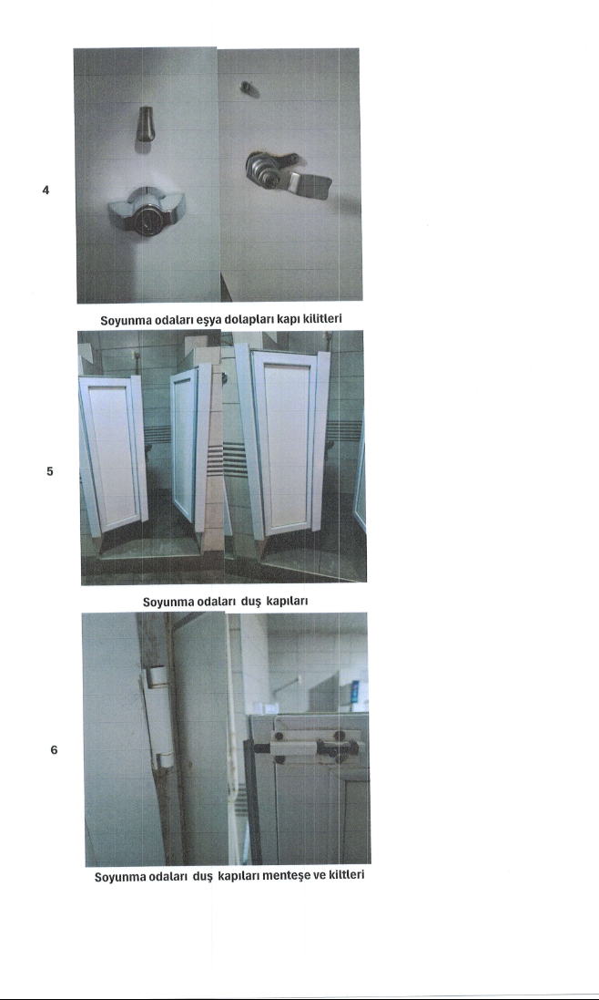 4
Soyunma odaları eşya dolapları kapı kilitleri
5
Soyunma odaları duş kapıları
6
Soyunma odaları duş kapıları menteşe ve kiltleri